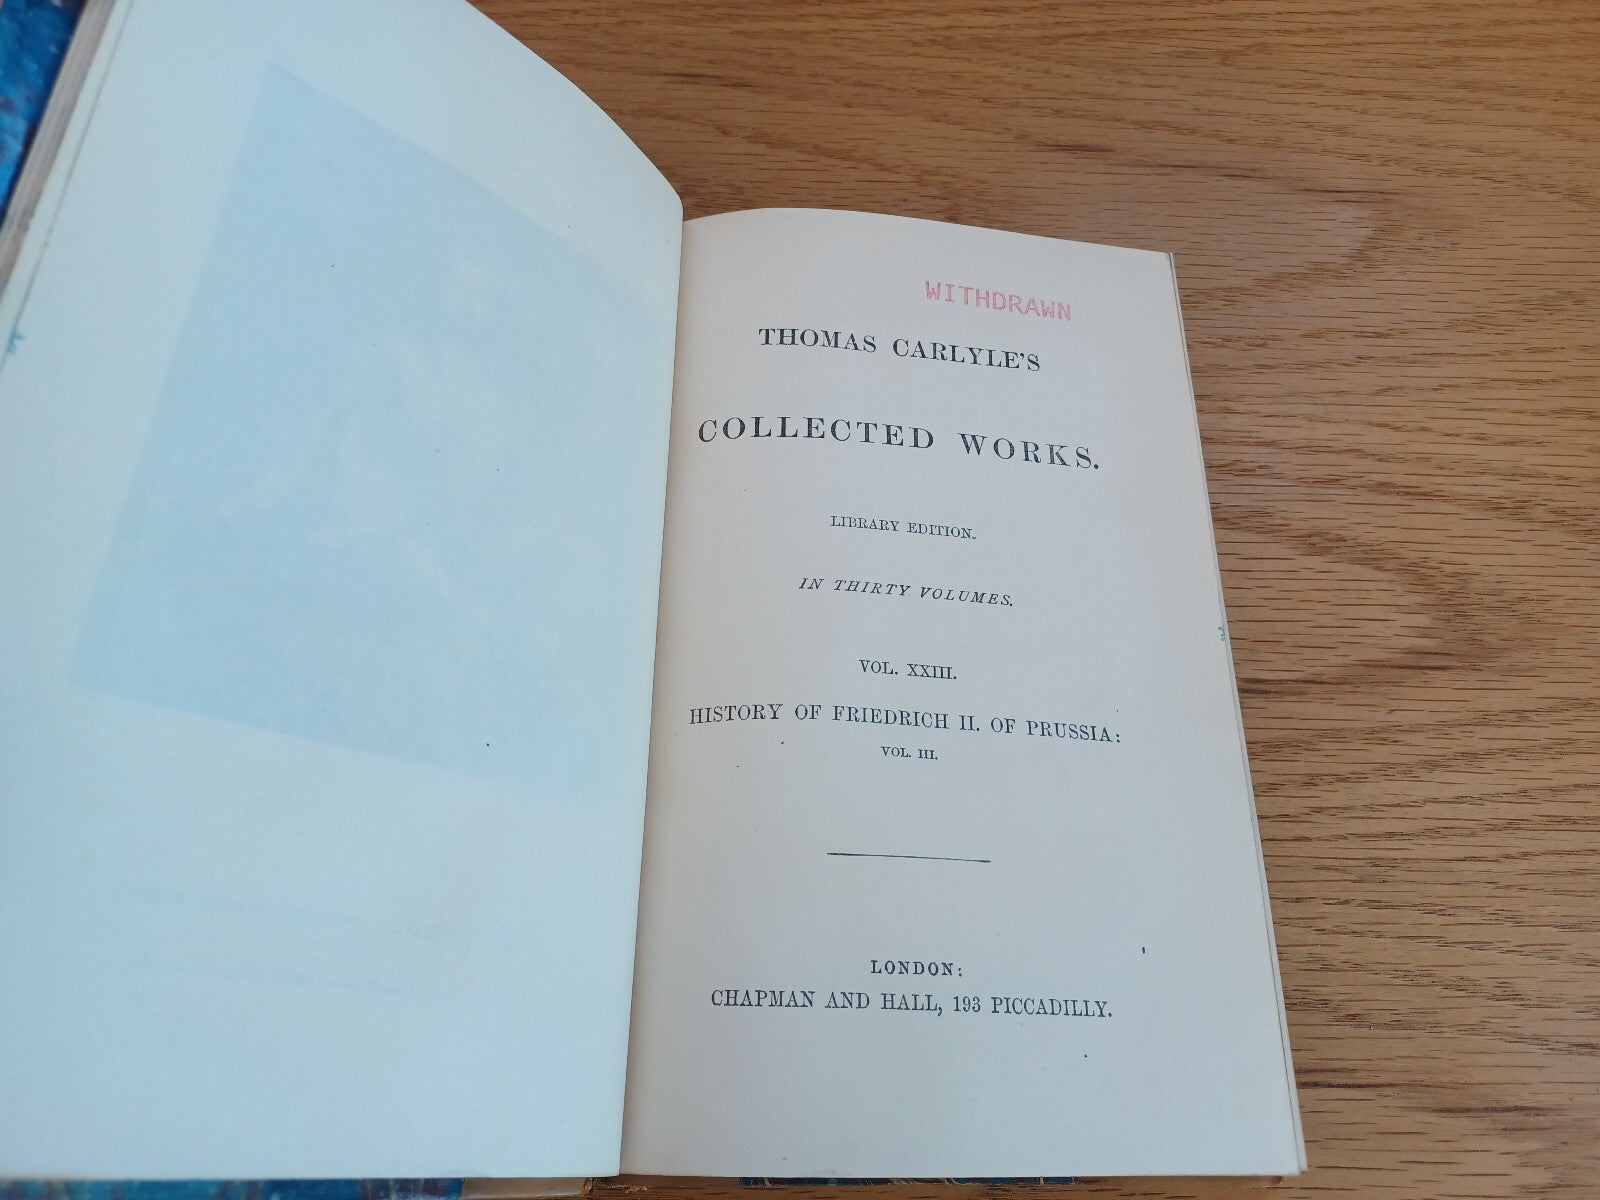 WITHDRAWN
THOMAS CARLYLE'S
COLLECTED WORKS.
LIBRARY EDITION.
IN THIRTY VOLUMES.
VOL. XXIII.
HISTORY OF FRIEDRICH II. OF PRUSSIA:
VOL. III.
LONDON:
CHAPMAN AND HALL, 193 PICCADILLY.